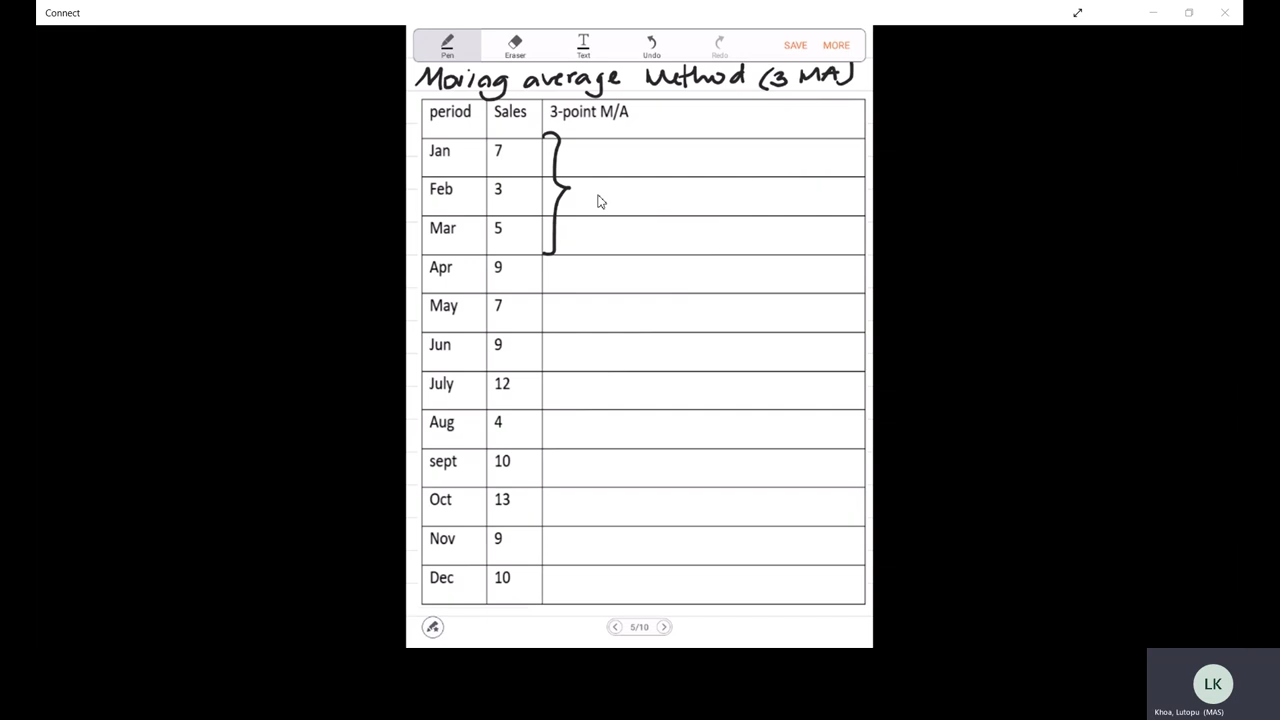 Connect
Pen Eraser Text Undo Redo SAVE MORE
Moving average Method (3 MA)
period Sales 3-point M/A
Jan 7
Feb 3
Mar 5
Apr 9
May 7
Jun 9
July 12
Aug 4
sept 10
Oct 13
Nov 9
Dec 10
5/10
LK
Khoa, Lutopu (MAS)